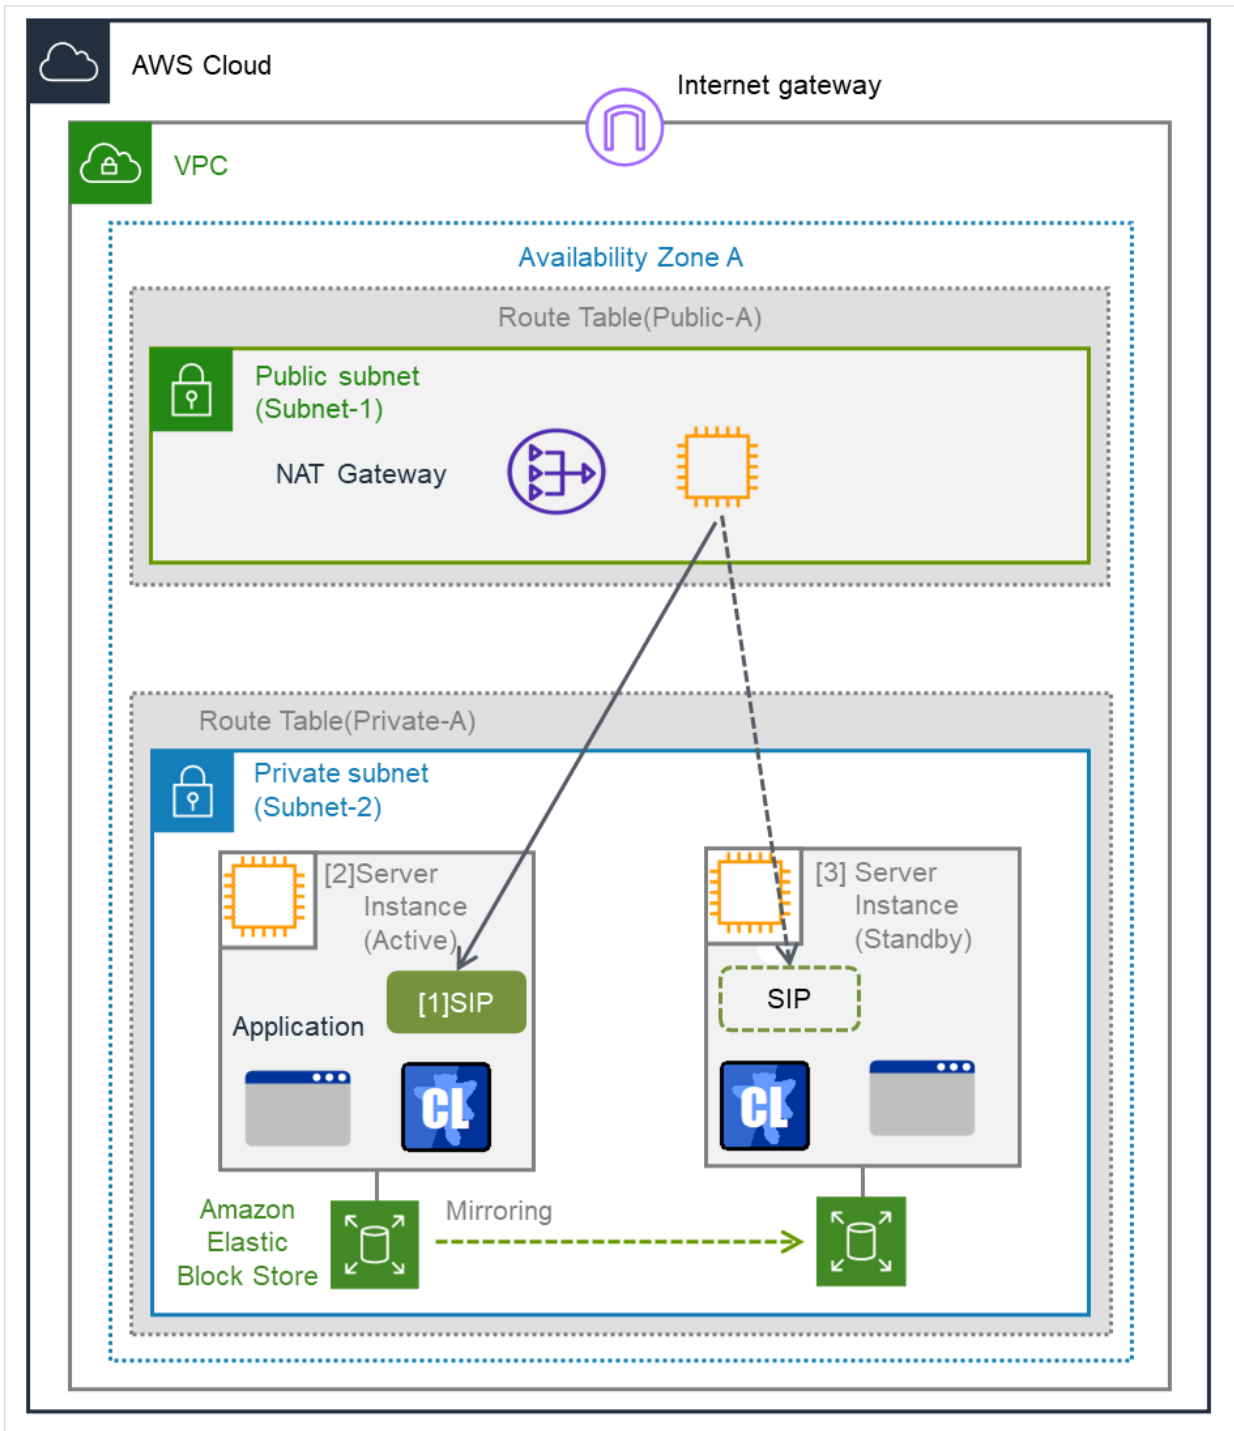 AWS Cloud
Internet gateway
VPC
Availability Zone A
Route Table(Public-A)
Public subnet
(Subnet-1)
NAT Gateway
Route Table(Private-A)
Private subnet
(Subnet-2)
[2]Server
Instance
(Active)
[1]SIP
Application
CL
[3] Server
Instance
(Standby)
SIP
CL
Amazon
Elastic
Block Store
Mirroring